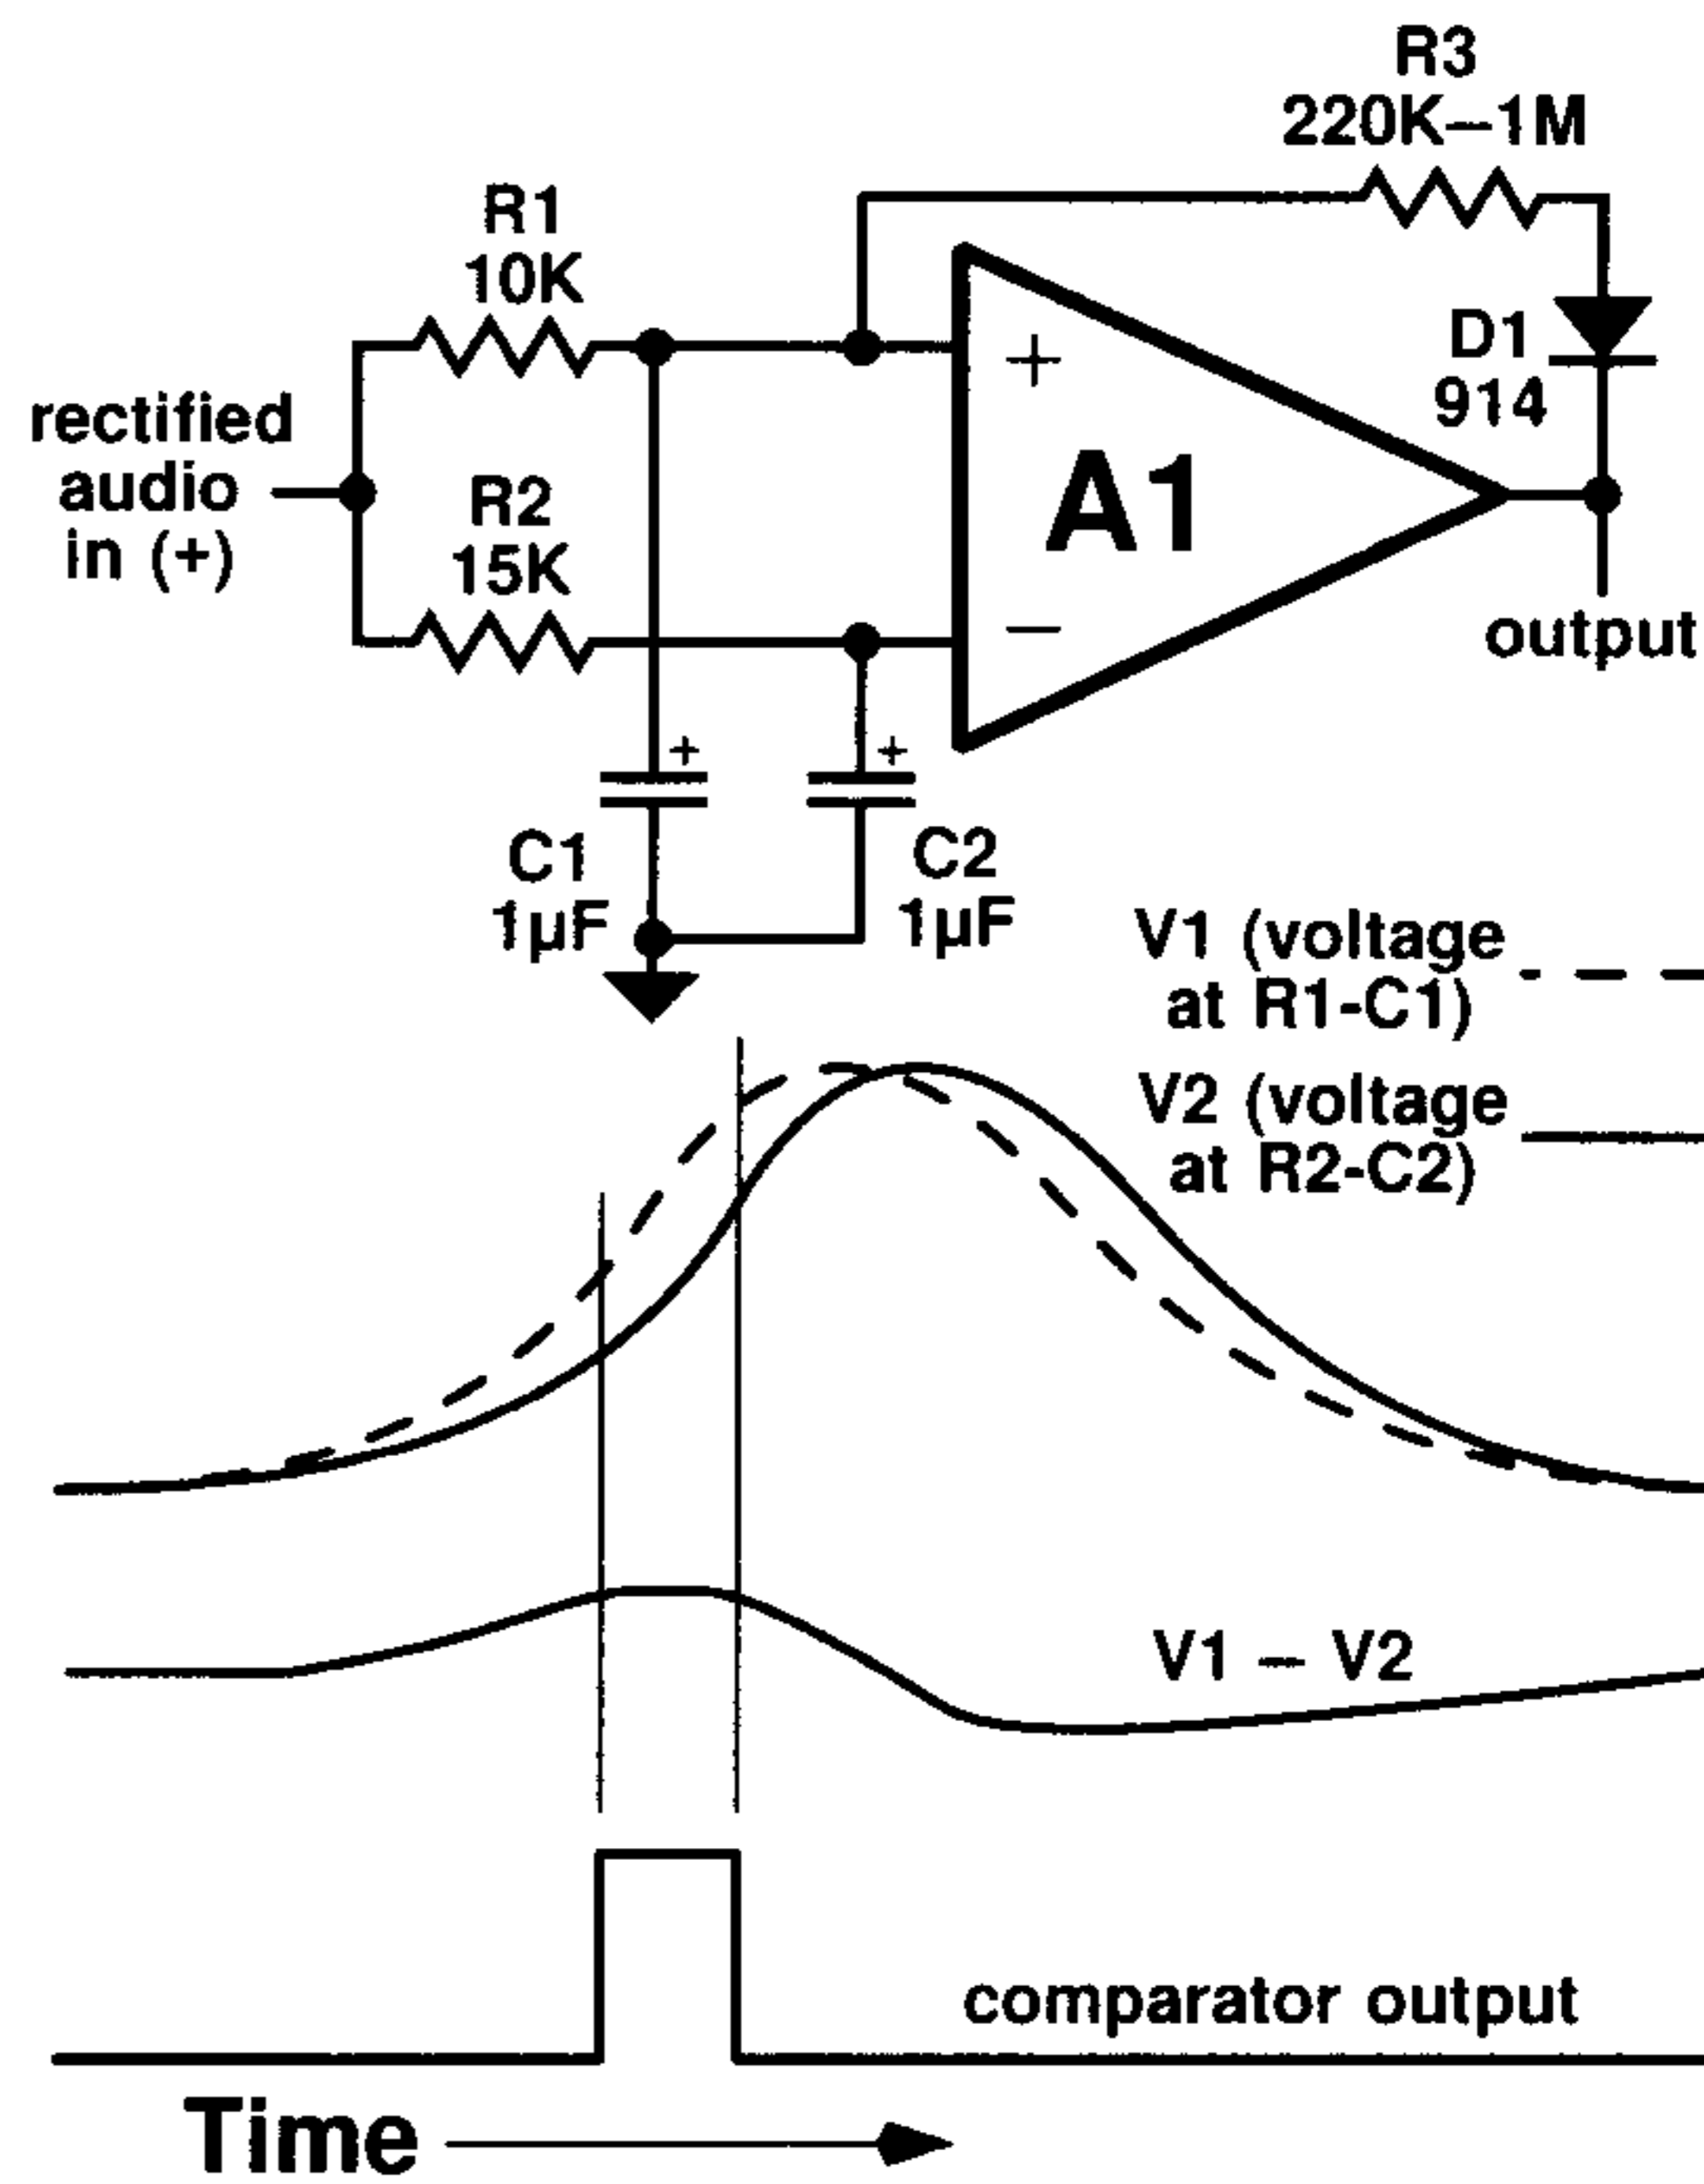 R3
220K–1M
R1
10K
+
D1
914
rectified
audio
in (+)
R2
15K
A1
–
output
+
+
C1
1µF
C2
1µF
V1 (voltage
at R1-C1)
V2 (voltage
at R2-C2)
V1 – V2
comparator output
Time